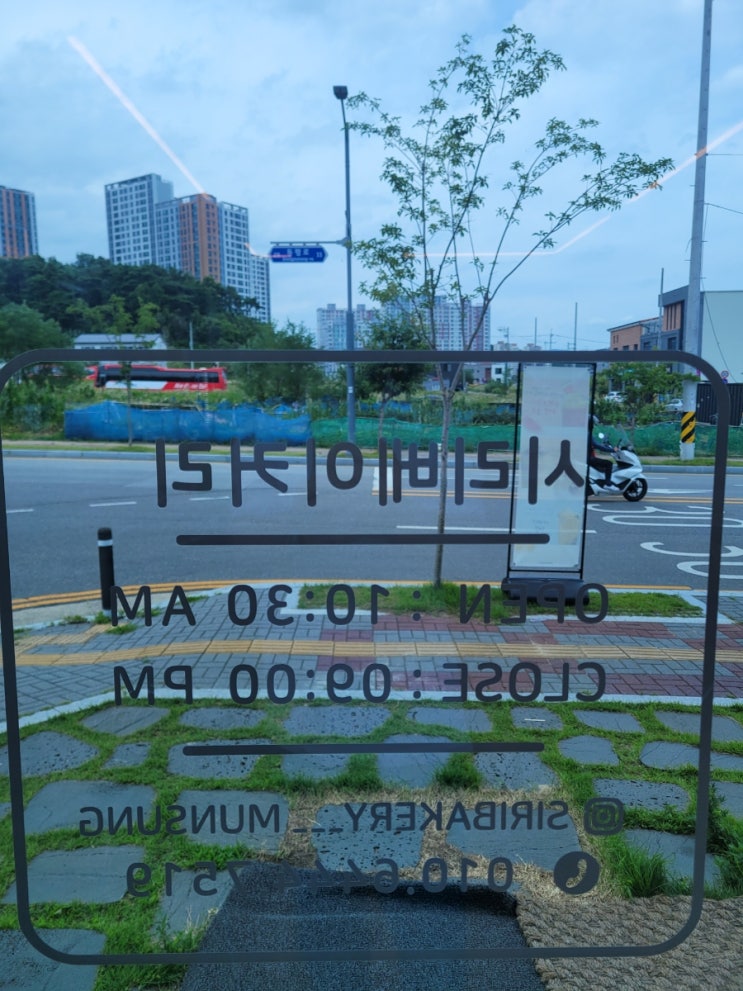 시리베이커리
OPEN : 10:30 AM
CLOSE : 09:00 PM
SIRIBAKERY__MUNSUNG